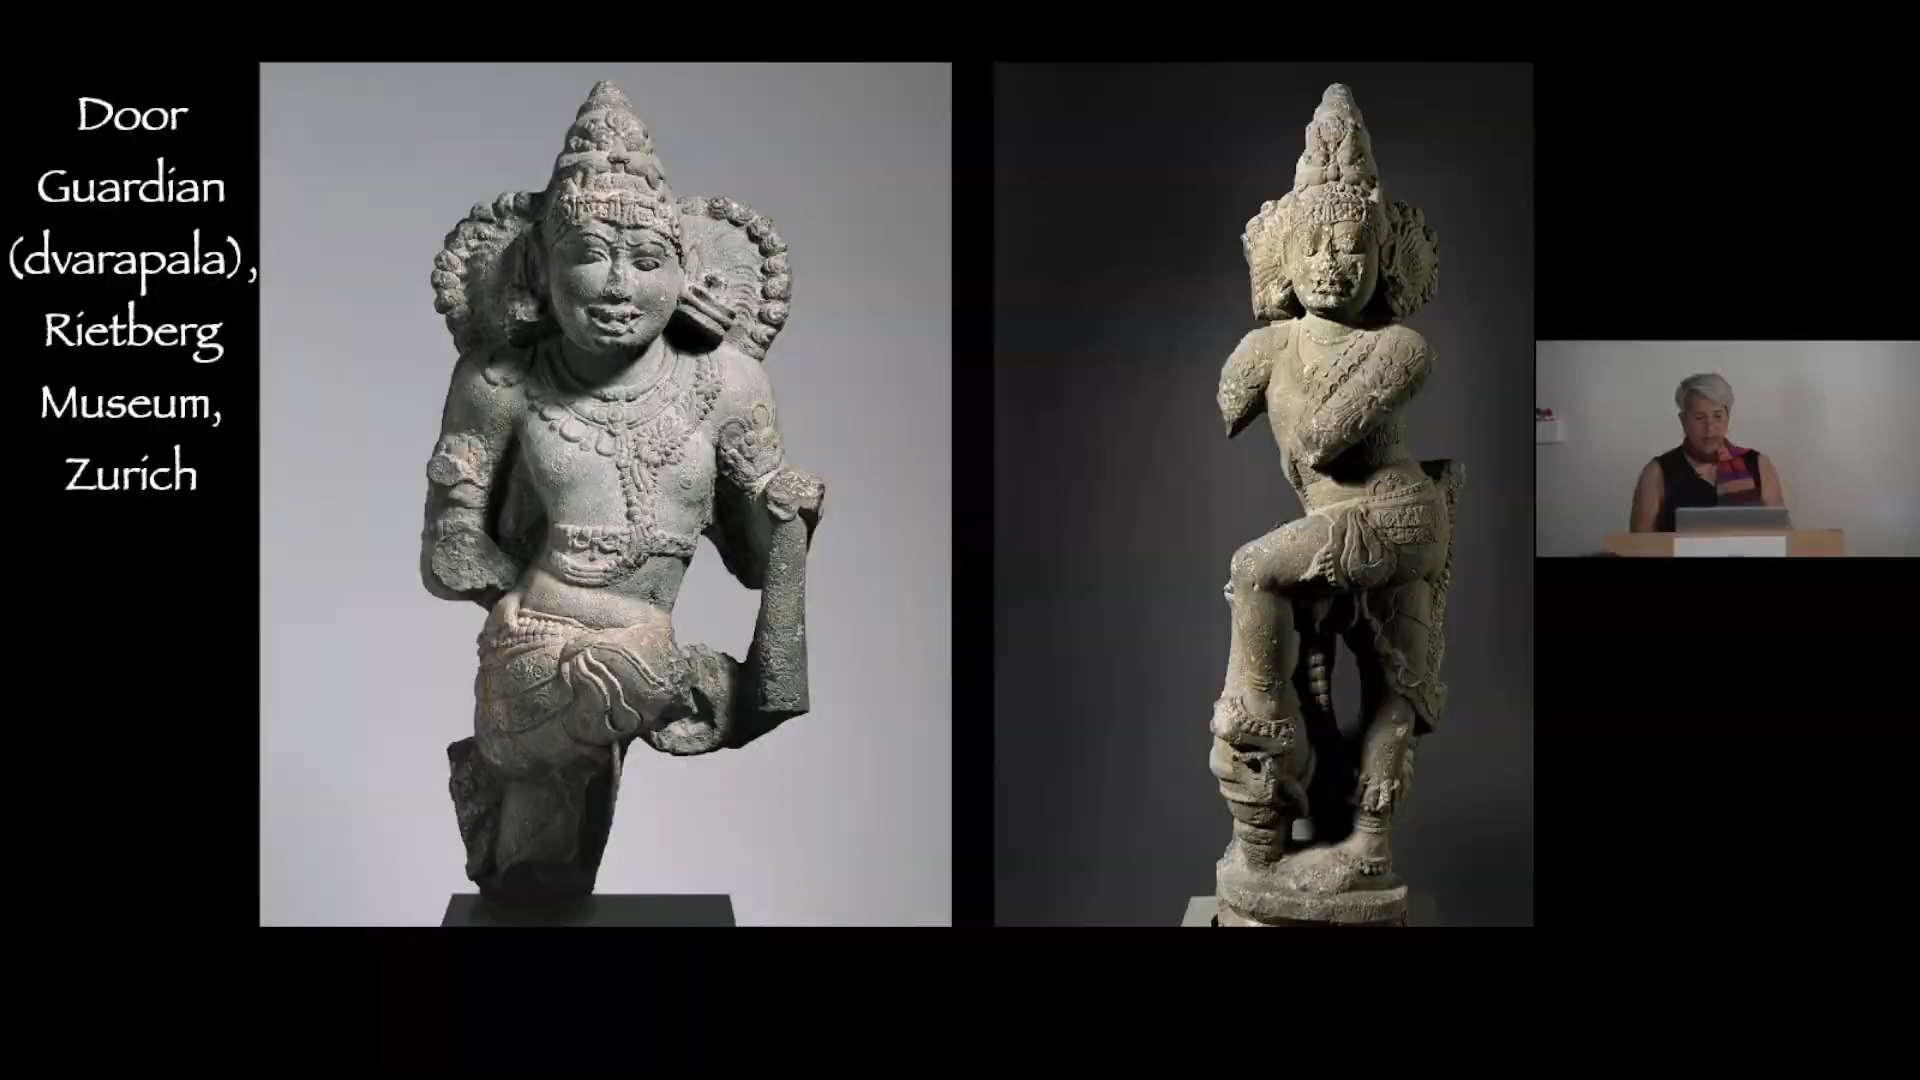 Door
Guardian
(dvarapala),
Rietberg
Museum,
Zurich